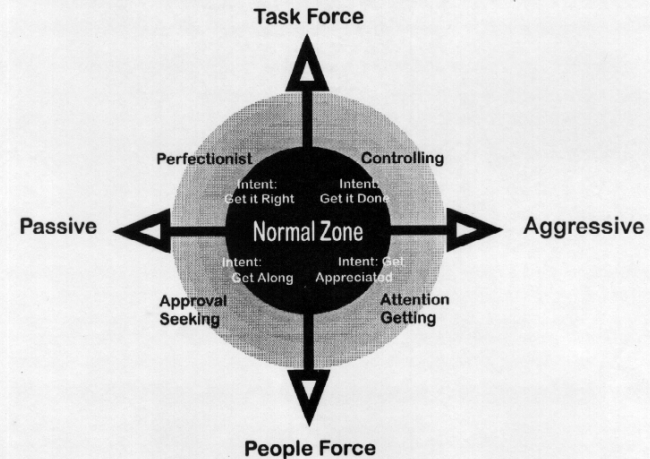 Task Force
Perfectionist
Controlling
Intent:
Get it Right
Intent:
Get it Done
Passive
Normal Zone
Aggressive
Intent:
Get Along
Intent: Get
Appreciated
Approval
Seeking
Attention
Getting
People Force